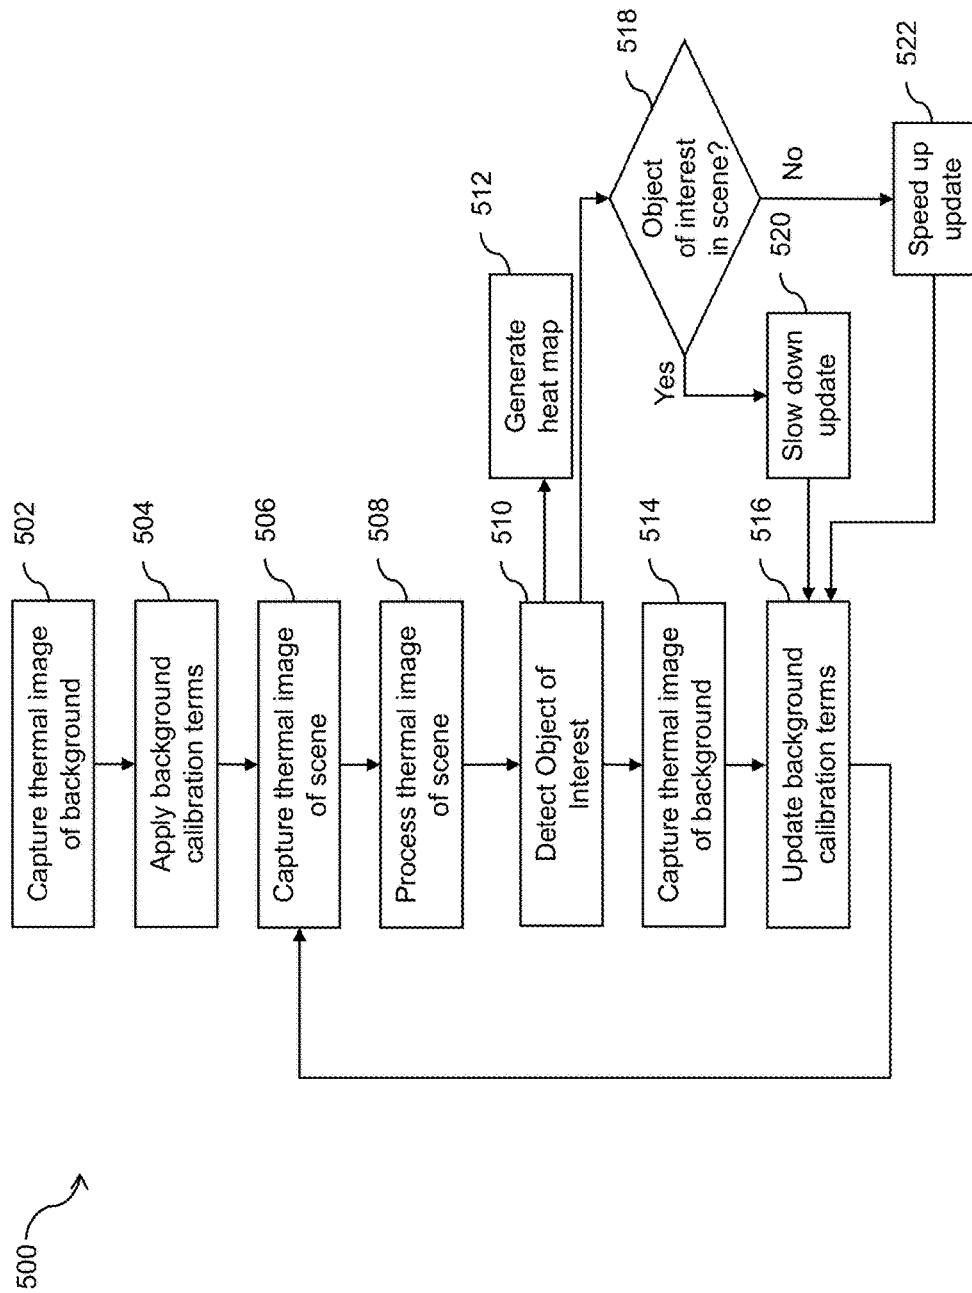 500
502
Capture thermal image
of background
504
Apply background
calibration terms
506
Capture thermal image
of scene
508
Process thermal image
of scene
510
Detect Object of
Interest
512
Generate
heat map
514
Capture thermal image
of background
516
Update background
calibration terms
518
Object
of interest
in scene?
Yes
No
520
Slow down
update
522
Speed up
update